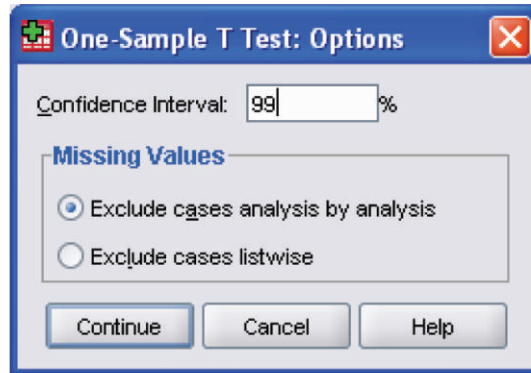 One-Sample T Test: Options
Confidence Interval: 99 %
Missing Values
Exclude cases analysis by analysis
Exclude cases listwise
Continue Cancel Help